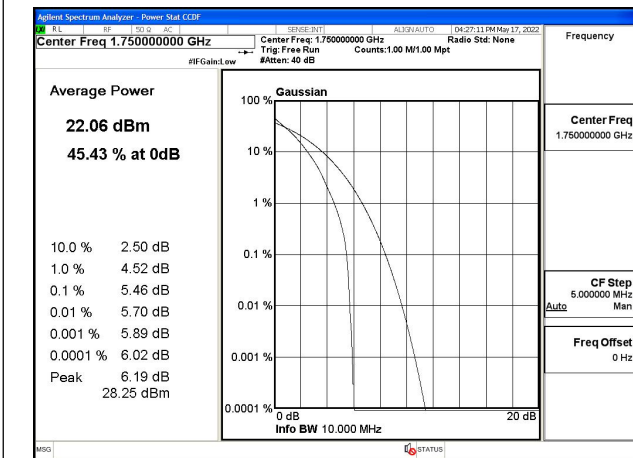 Agilent Spectrum Analyzer - Power Stat CCDF
RL RF 50 Ω AC SENSE:INT ALIGN AUTO 04:27:11 PM May 17, 2022
Center Freq 1.750000000 GHz
Center Freq: 1.750000000 GHz Radio Std: None
Trig: Free Run Counts:1.00 M/1.00 Mpt
#IFGain:Low #Atten: 40 dB
Frequency
Average Power
22.06 dBm
45.43 % at 0dB
10.0 % 2.50 dB
1.0 % 4.52 dB
0.1 % 5.46 dB
0.01 % 5.70 dB
0.001 % 5.89 dB
0.0001 % 6.02 dB
Peak 6.19 dB
28.25 dBm
Gaussian
100 %
10 %
1 %
0.1 %
0.01 %
0.001 %
0.0001 %
0 dB 20 dB
Info BW 10.000 MHz
Center Freq
1.750000000 GHz
CF Step
5.000000 MHz
Auto Man
Freq Offset
0 Hz
MSG STATUS